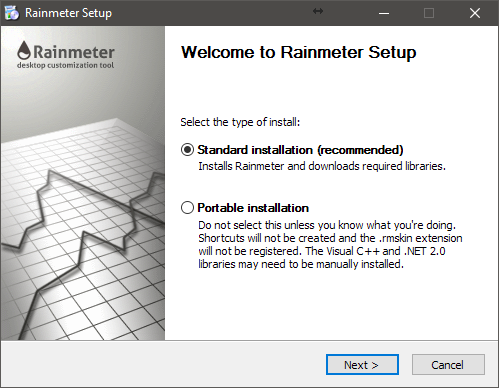 Rainmeter Setup
Rainmeter
desktop customization tool
Welcome to Rainmeter Setup
Select the type of install:
Standard installation (recommended)
Installs Rainmeter and downloads required libraries.
Portable installation
Do not select this unless you know what you're doing.
Shortcuts will not be created and the .rmskin extension
will not be registered. The Visual C++ and .NET 2.0
libraries may need to be manually installed.
Next >
Cancel